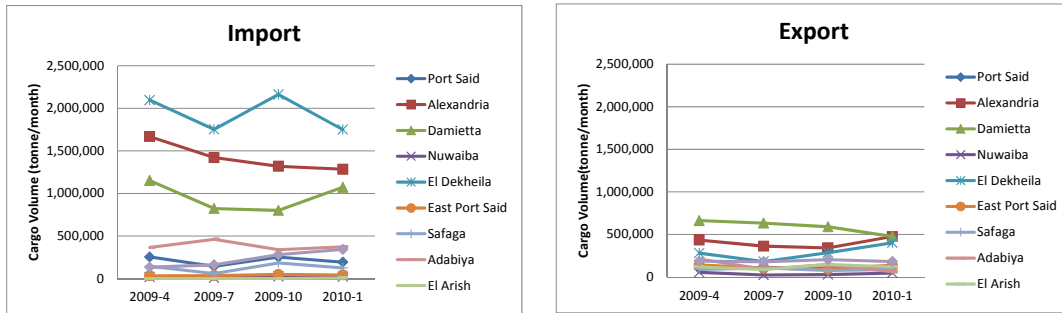 Import
Cargo Volume (tonne/month)
2,500,000
2,000,000
1,500,000
1,000,000
500,000
0
2009-4 2009-7 2009-10 2010-1
Port Said
Alexandria
Damietta
Nuwaiba
El Dekheila
East Port Said
Safaga
Adabiya
El Arish
Export
Cargo Volume(tonne/month)
2,500,000
2,000,000
1,500,000
1,000,000
500,000
0
2009-4 2009-7 2009-10 2010-1
Port Said
Alexandria
Damietta
Nuwaiba
El Dekheila
East Port Said
Safaga
Adabiya
El Arish